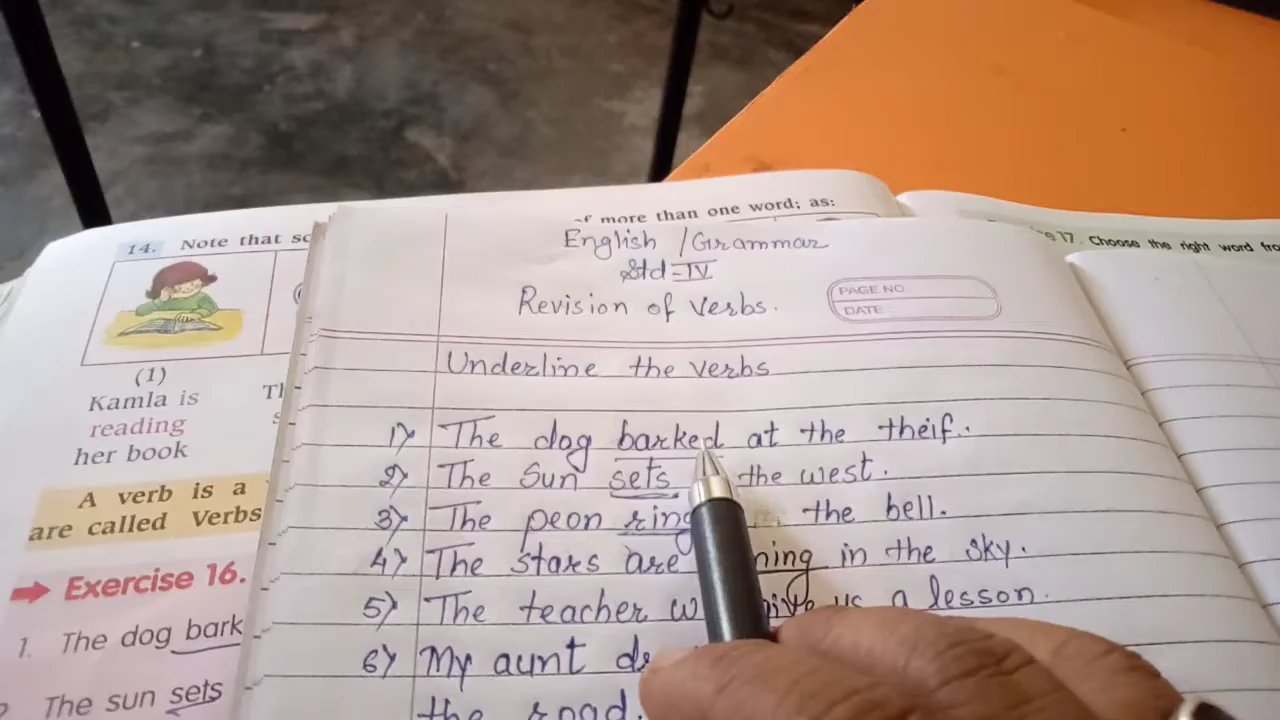 of more than one word; as:
14. Note that
17. Choose the right word
English / Grammar
Std-IV
Revision of verbs.
PAGE NO.
DATE
Underline the verbs
1) The dog barked at the theif.
2) The Sun sets the west.
3) The peon the bell.
4) The stars are in the sky.
5) The teacher us a lesson.
6) My aunt
the road.
(1)
Kamla is
reading
her book
A verb is a
are called Verbs
Exercise 16.
1. The dog bark
The sun sets